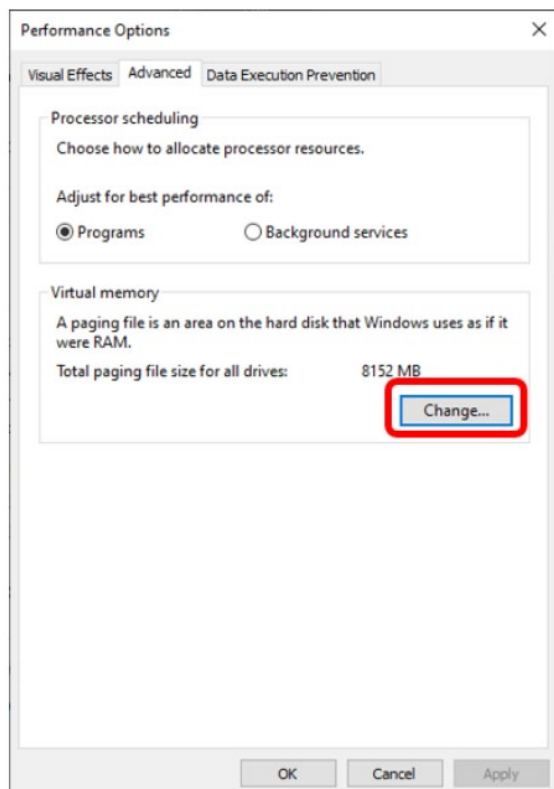 Performance Options
Visual Effects Advanced Data Execution Prevention
Processor scheduling
Choose how to allocate processor resources.
Adjust for best performance of:
Programs Background services
Virtual memory
A paging file is an area on the hard disk that Windows uses as if it
were RAM.
Total paging file size for all drives: 8152 MB
Change...
OK Cancel Apply